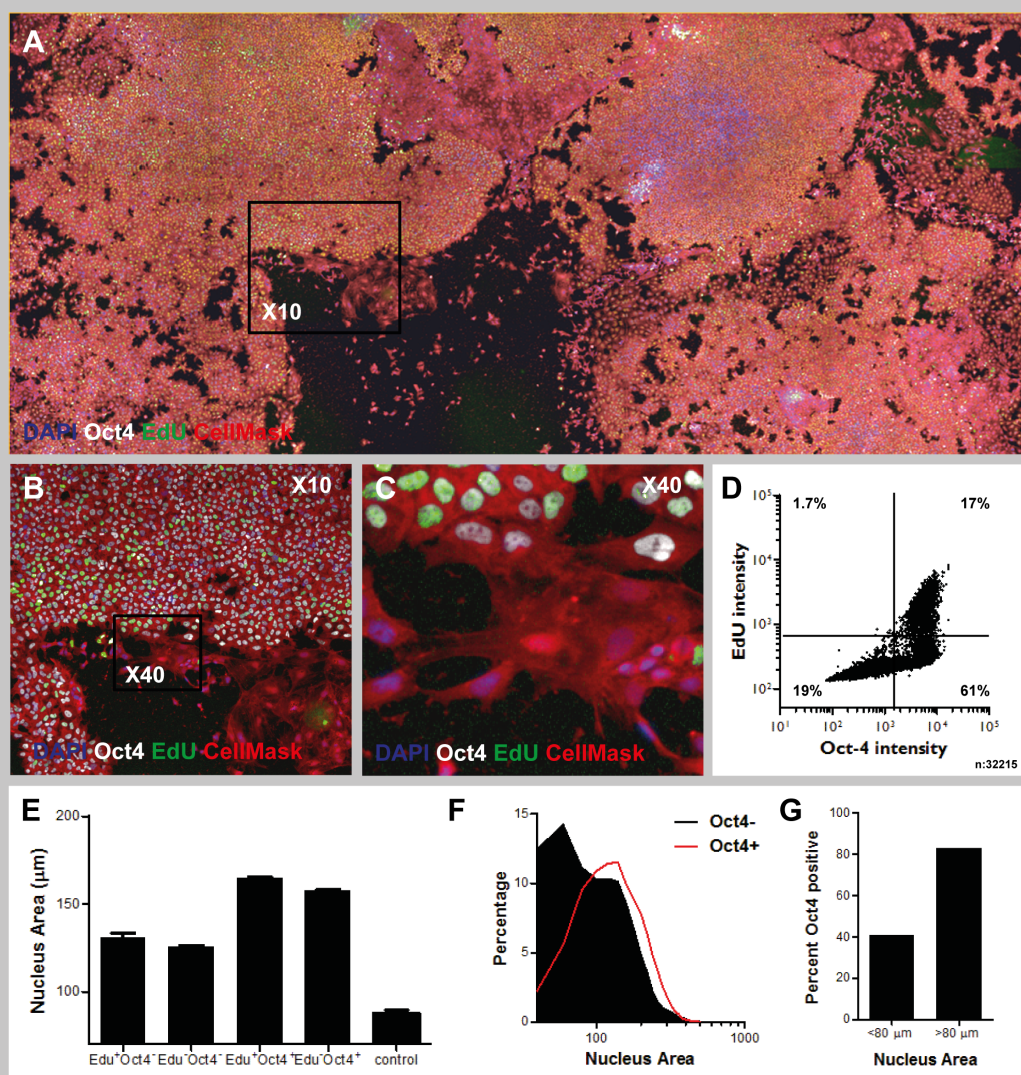 A
X10
DAPI Oct4 EdU CellMask
B
X10
X40
DAPI Oct4 EdU CellMask
C
X40
DAPI Oct4 EdU CellMask
D
10⁵
10⁴
10³
10²
EdU intensity
1.7%
17%
19%
61%
10¹ 10² 10³ 10⁴ 10⁵
Oct-4 intensity
n:32215
E
200
150
100
Nucleus Area (µm)
Edu⁺Oct4⁻ Edu⁻Oct4⁻ Edu⁺Oct4⁺ Edu⁻Oct4⁺ control
F
15
10
5
0
Percentage
Oct4-
Oct4+
100 1000
Nucleus Area
G
100
80
60
40
20
0
Percent Oct4 positive
<80 µm >80 µm
Nucleus Area